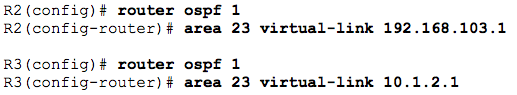 R2(config)# router ospf 1
R2(config-router)# area 23 virtual-link 192.168.103.1
R3(config)# router ospf 1
R3(config-router)# area 23 virtual-link 10.1.2.1